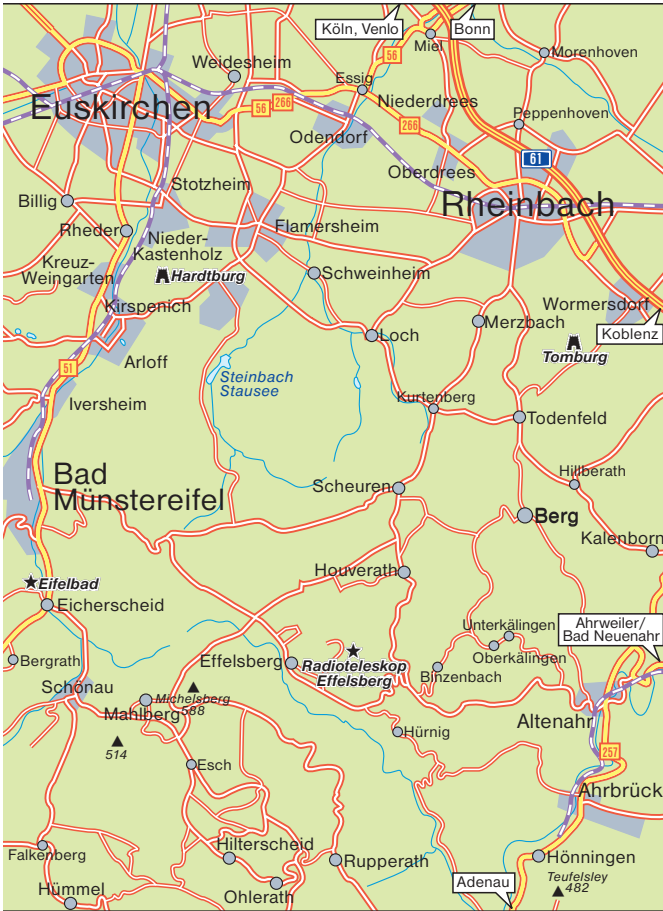 Köln, Venlo
Bonn
Miel
Morenhoven
56
Weidesheim
Essig
Niederdrees
Euskirchen
56
266
Peppenhoven
266
Odendorf
61
Oberdrees
Stotzheim
Billig
Rheinbach
Rheder
Nieder-
Kastenholz
Flamersheim
Kreuz-
Weingarten
Hardtburg
Schweinheim
Kirspenich
Wormersdorf
Merzbach
Koblenz
Loch
Tomburg
Arloff
51
Steinbach
Stausee
Iversheim
Kurtenberg
Todenfeld
Bad
Münstereifel
Hillberath
Scheuren
Berg
Kalenborn
Houverath
Eifelbad
Eicherscheid
Unterkälingen
Ahrweiler/
Bad Neuenahr
Oberkälingen
Bergrath
Effelsberg
Radioteleskop
Effelsberg
Binzenbach
Schönau
Michelsberg
588
Mahlberg
Altenahr
Hürnig
514
257
Esch
Ahrbrück
Falkenberg
Hilterscheid
Rupperath
Hönningen
Teufelsley
482
Adenau
Hümmel
Ohlerath